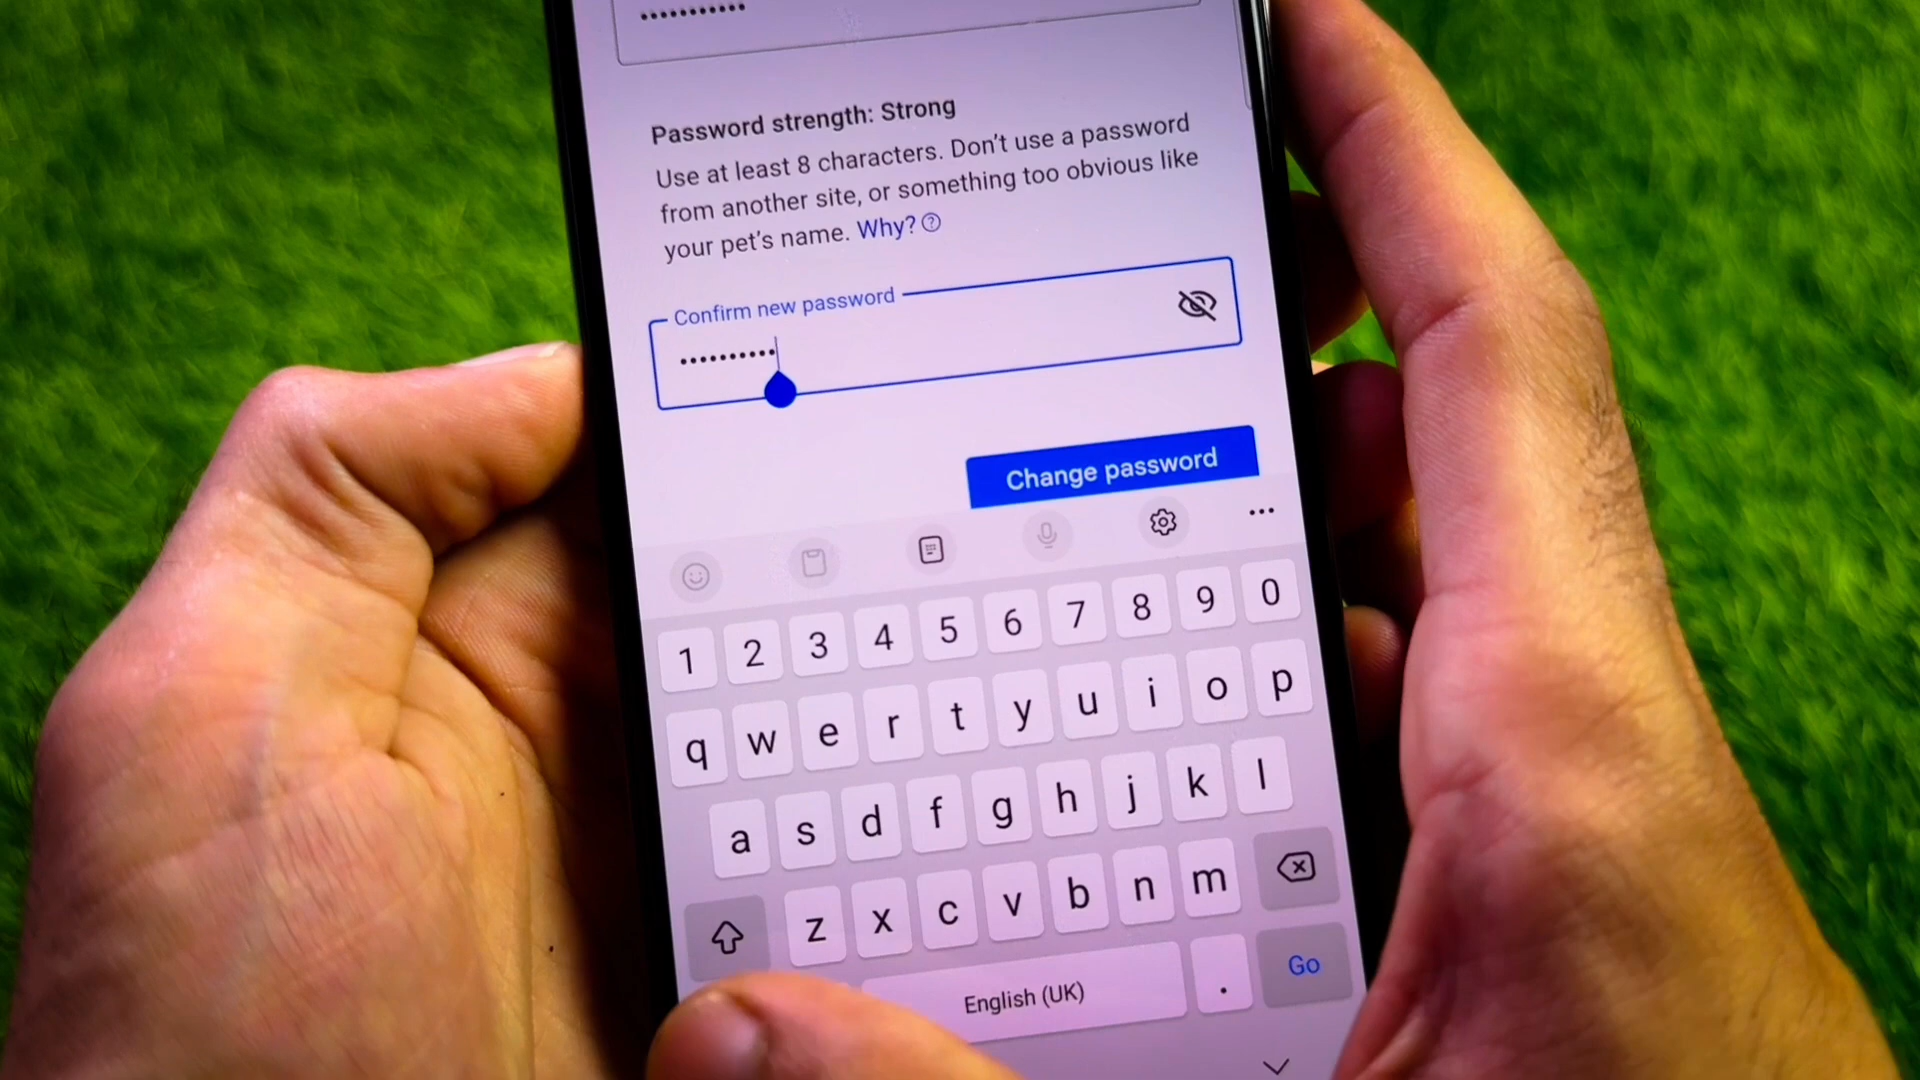 •••••••••••
Password strength: Strong
Use at least 8 characters. Don't use a password
from another site, or something too obvious like
your pet's name. Why? ?
Confirm new password
••••••••••
Change password
1 2 3 4 5 6 7 8 9 0
q w e r t y u i o p
a s d f g h j k l
z x c v b n m
English (UK) . Go